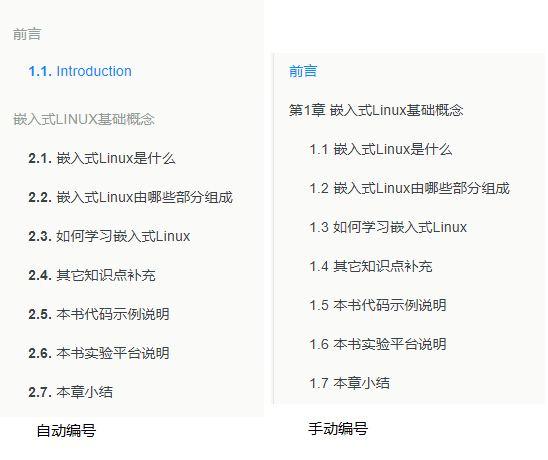 前言
1.1. Introduction
嵌入式LINUX基础概念
2.1. 嵌入式Linux是什么
2.2. 嵌入式Linux由哪些部分组成
2.3. 如何学习嵌入式Linux
2.4. 其它知识点补充
2.5. 本书代码示例说明
2.6. 本书实验平台说明
2.7. 本章小结
自动编号
前言
第1章 嵌入式Linux基础概念
1.1 嵌入式Linux是什么
1.2 嵌入式Linux由哪些部分组成
1.3 如何学习嵌入式Linux
1.4 其它知识点补充
1.5 本书代码示例说明
1.6 本书实验平台说明
1.7 本章小结
手动编号